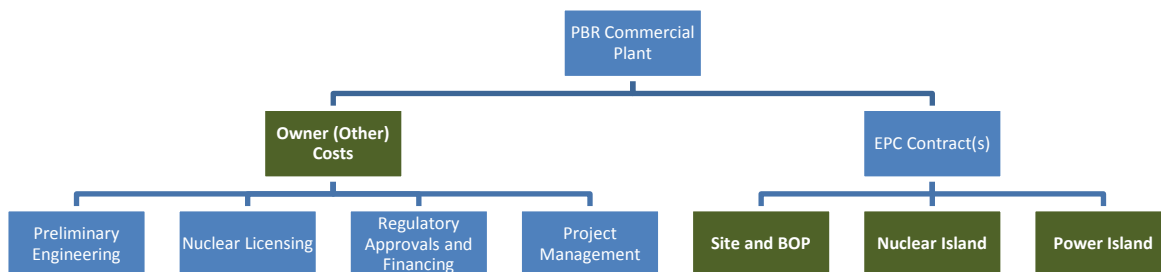 PBR Commercial
Plant
Owner (Other)
Costs
EPC Contract(s)
Preliminary
Engineering
Nuclear Licensing
Regulatory
Approvals and
Financing
Project
Management
Site and BOP
Nuclear Island
Power Island